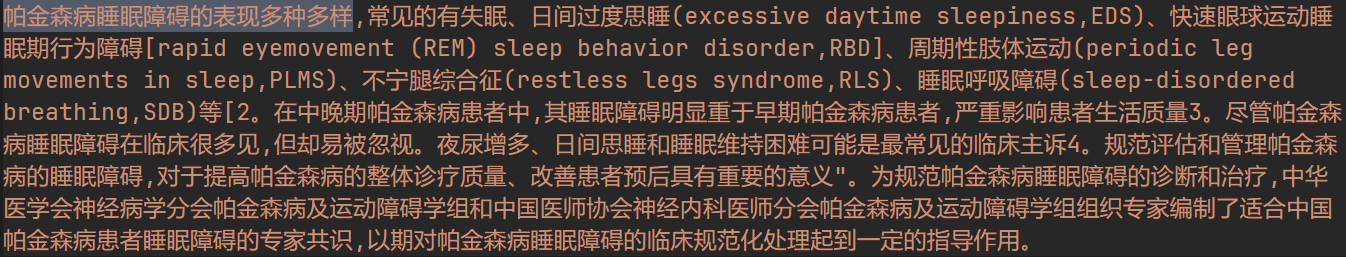 帕金森病睡眠障碍的表现多种多样,常见的有失眠、日间过度思睡(excessive daytime sleepiness,EDS)、快速眼球运动睡
眠期行为障碍[rapid eyemovement (REM) sleep behavior disorder,RBD]、周期性肢体运动(periodic leg
movements in sleep,PLMS)、不宁腿综合征(restless legs syndrome,RLS)、睡眠呼吸障碍(sleep-disordered
breathing,SDB)等[2。在中晚期帕金森病患者中,其睡眠障碍明显重于早期帕金森病患者,严重影响患者生活质量3。尽管帕金森
病睡眠障碍在临床很多见,但却易被忽视。夜尿增多、日间思睡和睡眠维持困难可能是最常见的临床主诉4。规范评估和管理帕金森
病的睡眠障碍,对于提高帕金森病的整体诊疗质量、改善患者预后具有重要的意义"。为规范帕金森病睡眠障碍的诊断和治疗,中华
医学会神经病学分会帕金森病及运动障碍学组和中国医师协会神经内科医师分会帕金森病及运动障碍学组组织专家编制了适合中国
帕金森病患者睡眠障碍的专家共识,以期对帕金森病睡眠障碍的临床规范化处理起到一定的指导作用。